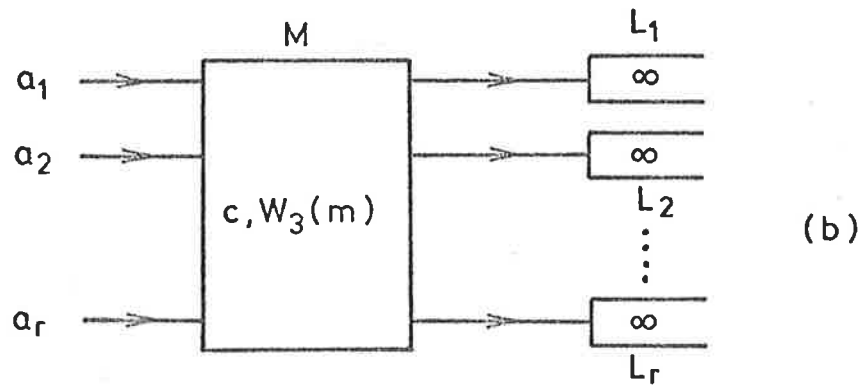 M
L₁
a₁
∞
a₂
∞
L₂
c, W₃(m)
(b)
aᵣ
∞
Lᵣ